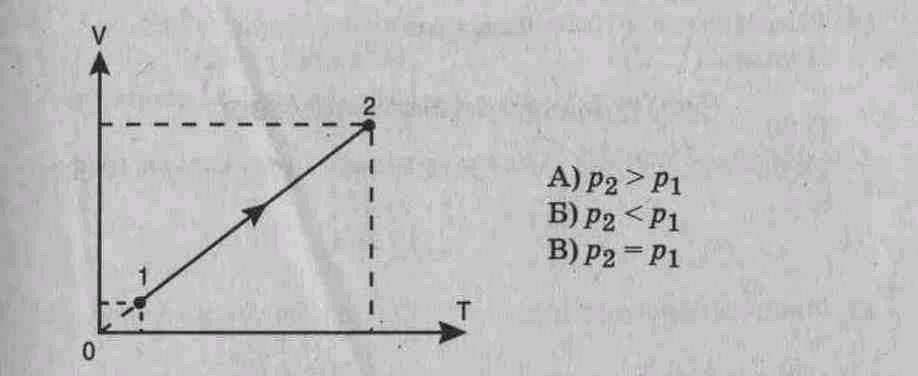 V
2
1
T
0
А) p₂ > p₁
Б) p₂ < p₁
В) p₂ = p₁